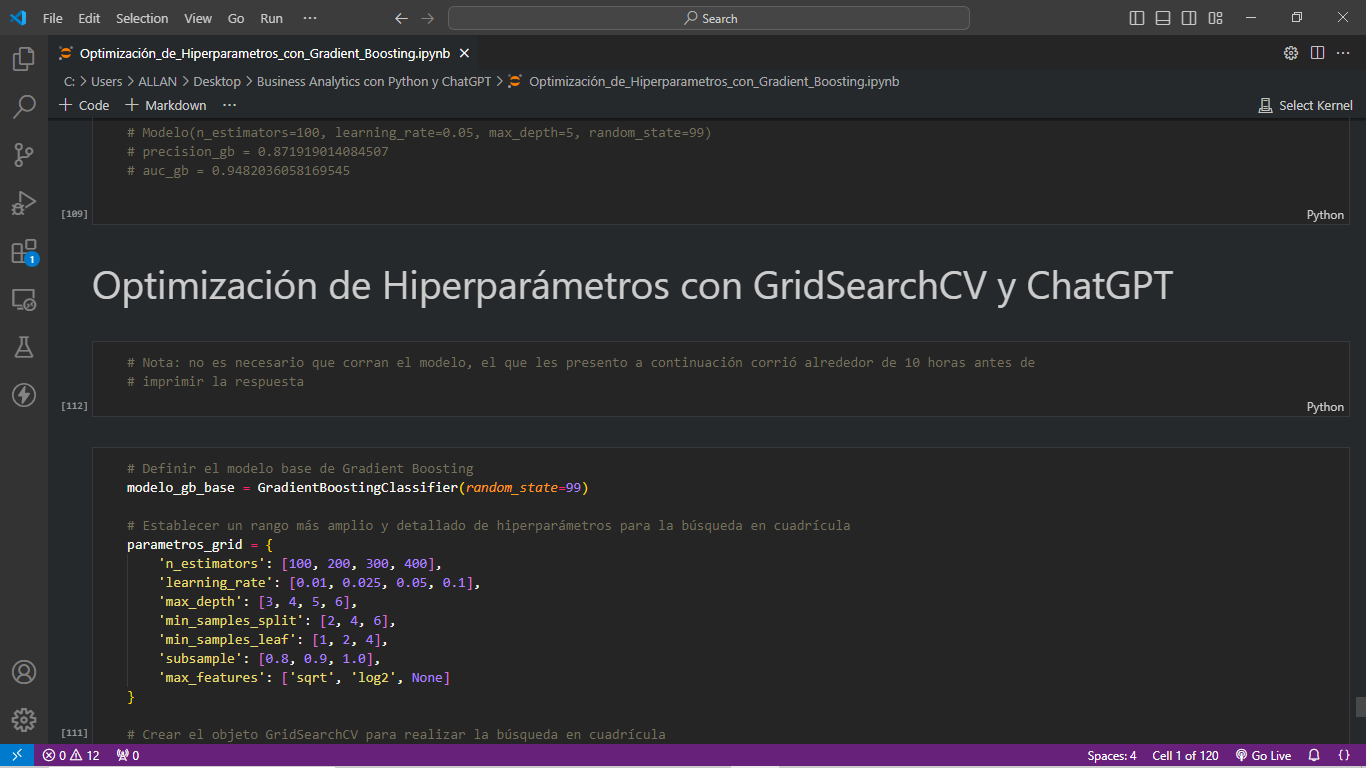 File Edit Selection View Go Run ··· Search
Optimización_de_Hiperparametros_con_Gradient_Boosting.ipynb
C: > Users > ALLAN > Desktop > Business Analytics con Python y ChatGPT > Optimización_de_Hiperparametros_con_Gradient_Boosting.ipynb
+ Code + Markdown ··· Select Kernel
# Modelo(n_estimators=100, learning_rate=0.05, max_depth=5, random_state=99)
# precision_gb = 0.871919014084507
# auc_gb = 0.9482036058169545
[109] Python
Optimización de Hiperparámetros con GridSearchCV y ChatGPT
# Nota: no es necesario que corran el modelo, el que les presento a continuación corrió alrededor de 10 horas antes de
# imprimir la respuesta
[112] Python
# Definir el modelo base de Gradient Boosting
modelo_gb_base = GradientBoostingClassifier(random_state=99)
# Establecer un rango más amplio y detallado de hiperparámetros para la búsqueda en cuadrícula
parametros_grid = {
'n_estimators': [100, 200, 300, 400],
'learning_rate': [0.01, 0.025, 0.05, 0.1],
'max_depth': [3, 4, 5, 6],
'min_samples_split': [2, 4, 6],
'min_samples_leaf': [1, 2, 4],
'subsample': [0.8, 0.9, 1.0],
'max_features': ['sqrt', 'log2', None]
}
[111] # Crear el objeto GridSearchCV para realizar la búsqueda en cuadrícula
1
0 12 0 Spaces: 4 Cell 1 of 120 Go Live {}